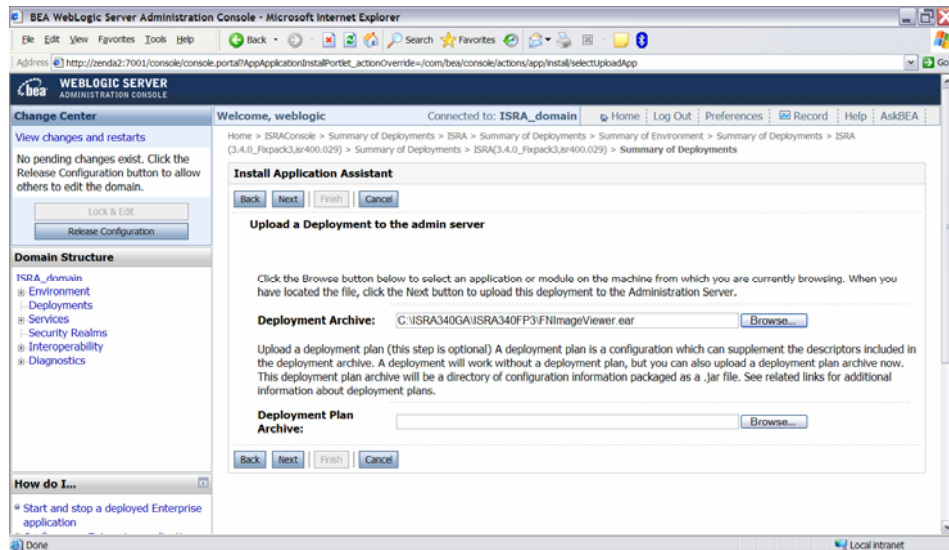 BEA WebLogic Server Administration Console - Microsoft Internet Explorer
File Edit View Favorites Tools Help
Back Search Favorites
Address http://zenda2:7001/console/console.portal?AppApplicationInstallPortlet_actionOverride=/com/bea/console/actions/app/install/selectUploadApp Go
bea WEBLOGIC SERVER
ADMINISTRATION CONSOLE
Change Center
View changes and restarts
No pending changes exist. Click the
Release Configuration button to allow
others to edit the domain.
Lock & Edit
Release Configuration
Domain Structure
ISRA_domain
Environment
Deployments
Services
Security Realms
Interoperability
Diagnostics
How do I...
Start and stop a deployed Enterprise
application
Welcome, weblogic Connected to: ISRA_domain Home Log Out Preferences Record Help AskBEA
Home > ISRAConsole > Summary of Deployments > ISRA > Summary of Deployments > Summary of Environment > Summary of Deployments > ISRA
(3.4.0_Fixpack3,isr400.029) > Summary of Deployments > ISRA(3.4.0_Fixpack3,isr400.029) > Summary of Deployments
Install Application Assistant
Back Next Finish Cancel
Upload a Deployment to the admin server
Click the Browse button below to select an application or module on the machine from which you are currently browsing. When you
have located the file, click the Next button to upload this deployment to the Administration Server.
Deployment Archive: C:\ISRA340GA\ISRA340FP3\FNImageViewer.ear Browse...
Upload a deployment plan (this step is optional) A deployment plan is a configuration which can supplement the descriptors included in
the deployment archive. A deployment will work without a deployment plan, but you can also upload a deployment plan archive now.
This deployment plan archive will be a directory of configuration information packaged as a .jar file. See related links for additional
information about deployment plans.
Deployment Plan
Archive: Browse...
Back Next Finish Cancel
Done Local intranet